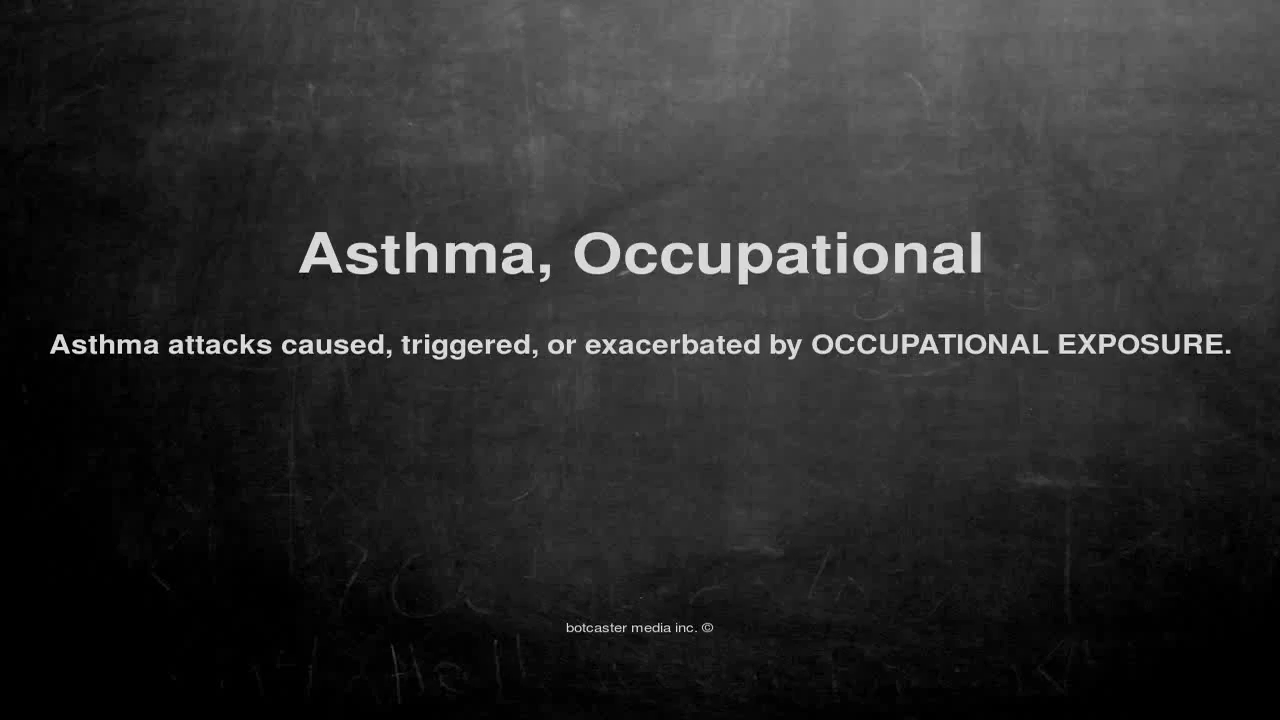 Asthma, Occupational
Asthma attacks caused, triggered, or exacerbated by OCCUPATIONAL EXPOSURE.
botcaster media inc. ©